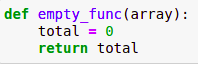 def empty_func(array):
    total = 0
    return total